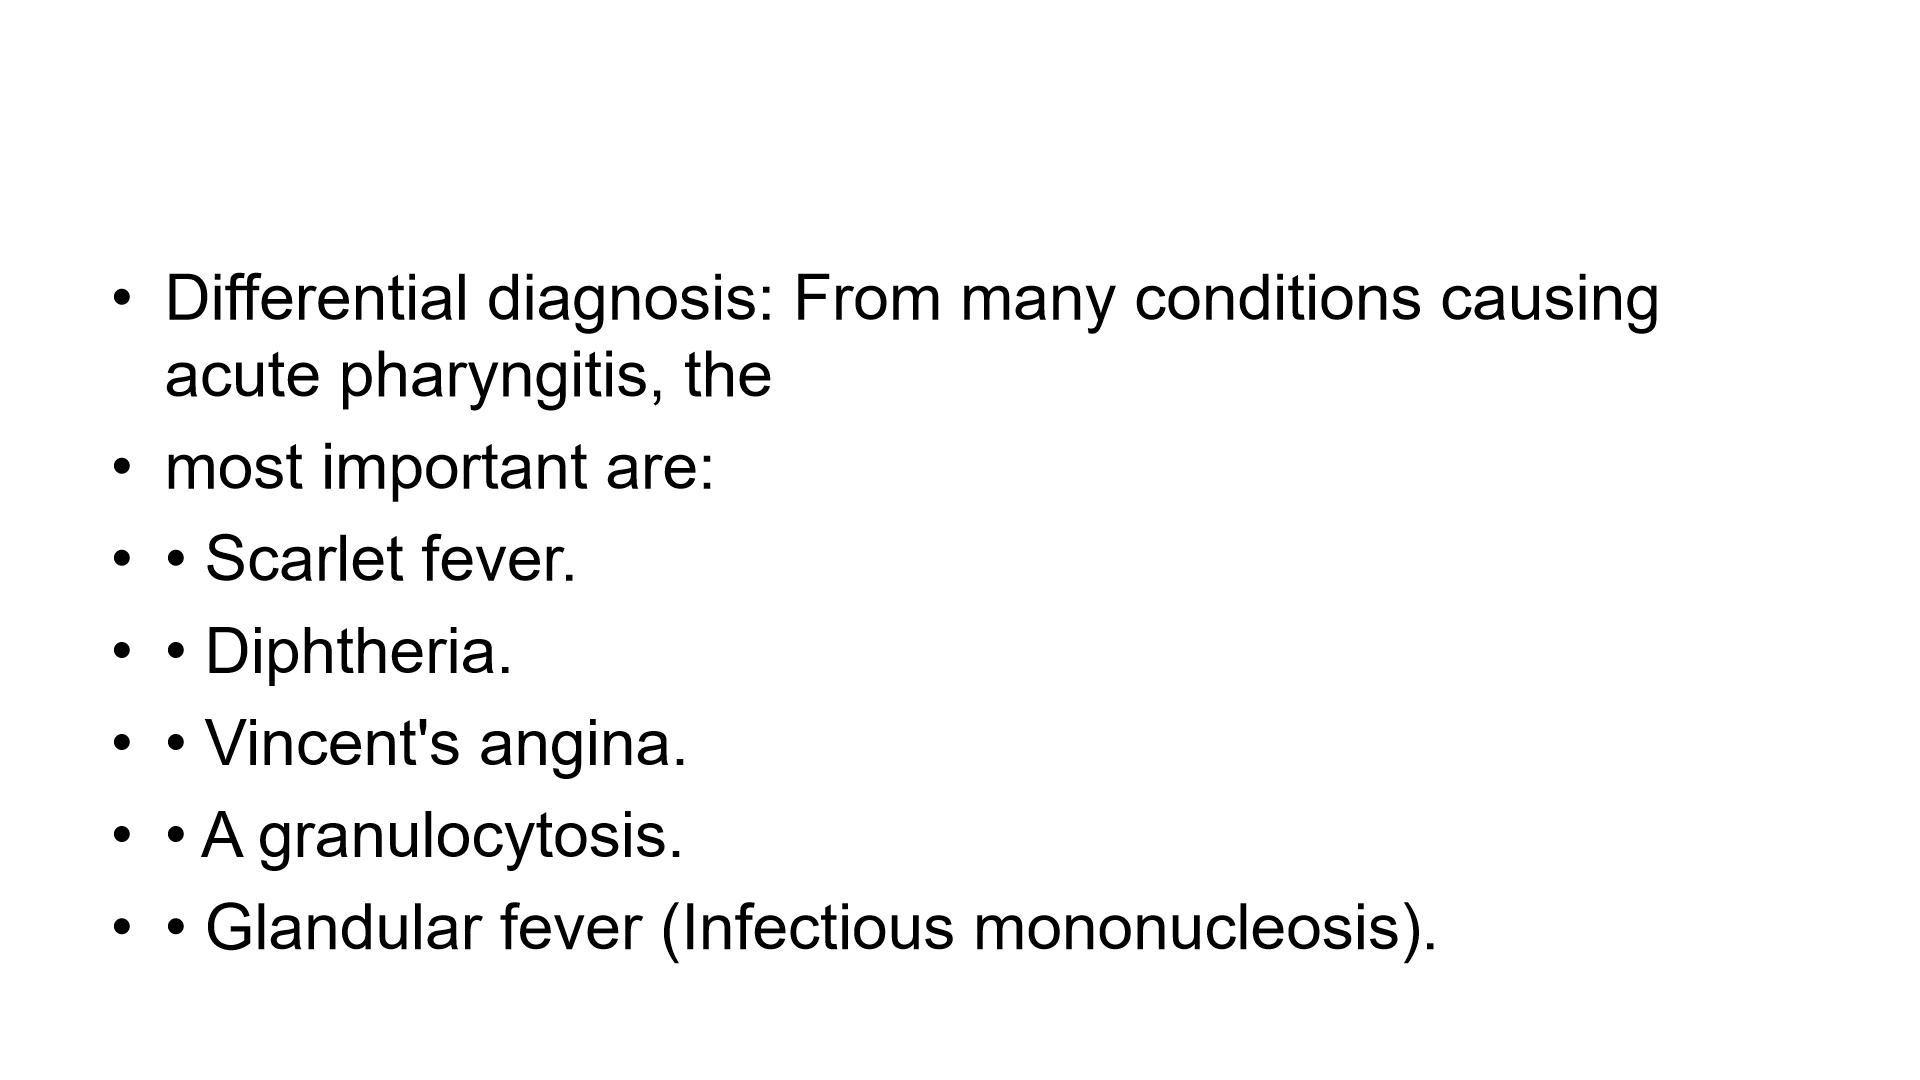 • Differential diagnosis: From many conditions causing
acute pharyngitis, the
• most important are:
• • Scarlet fever.
• • Diphtheria.
• • Vincent's angina.
• • A granulocytosis.
• • Glandular fever (Infectious mononucleosis).